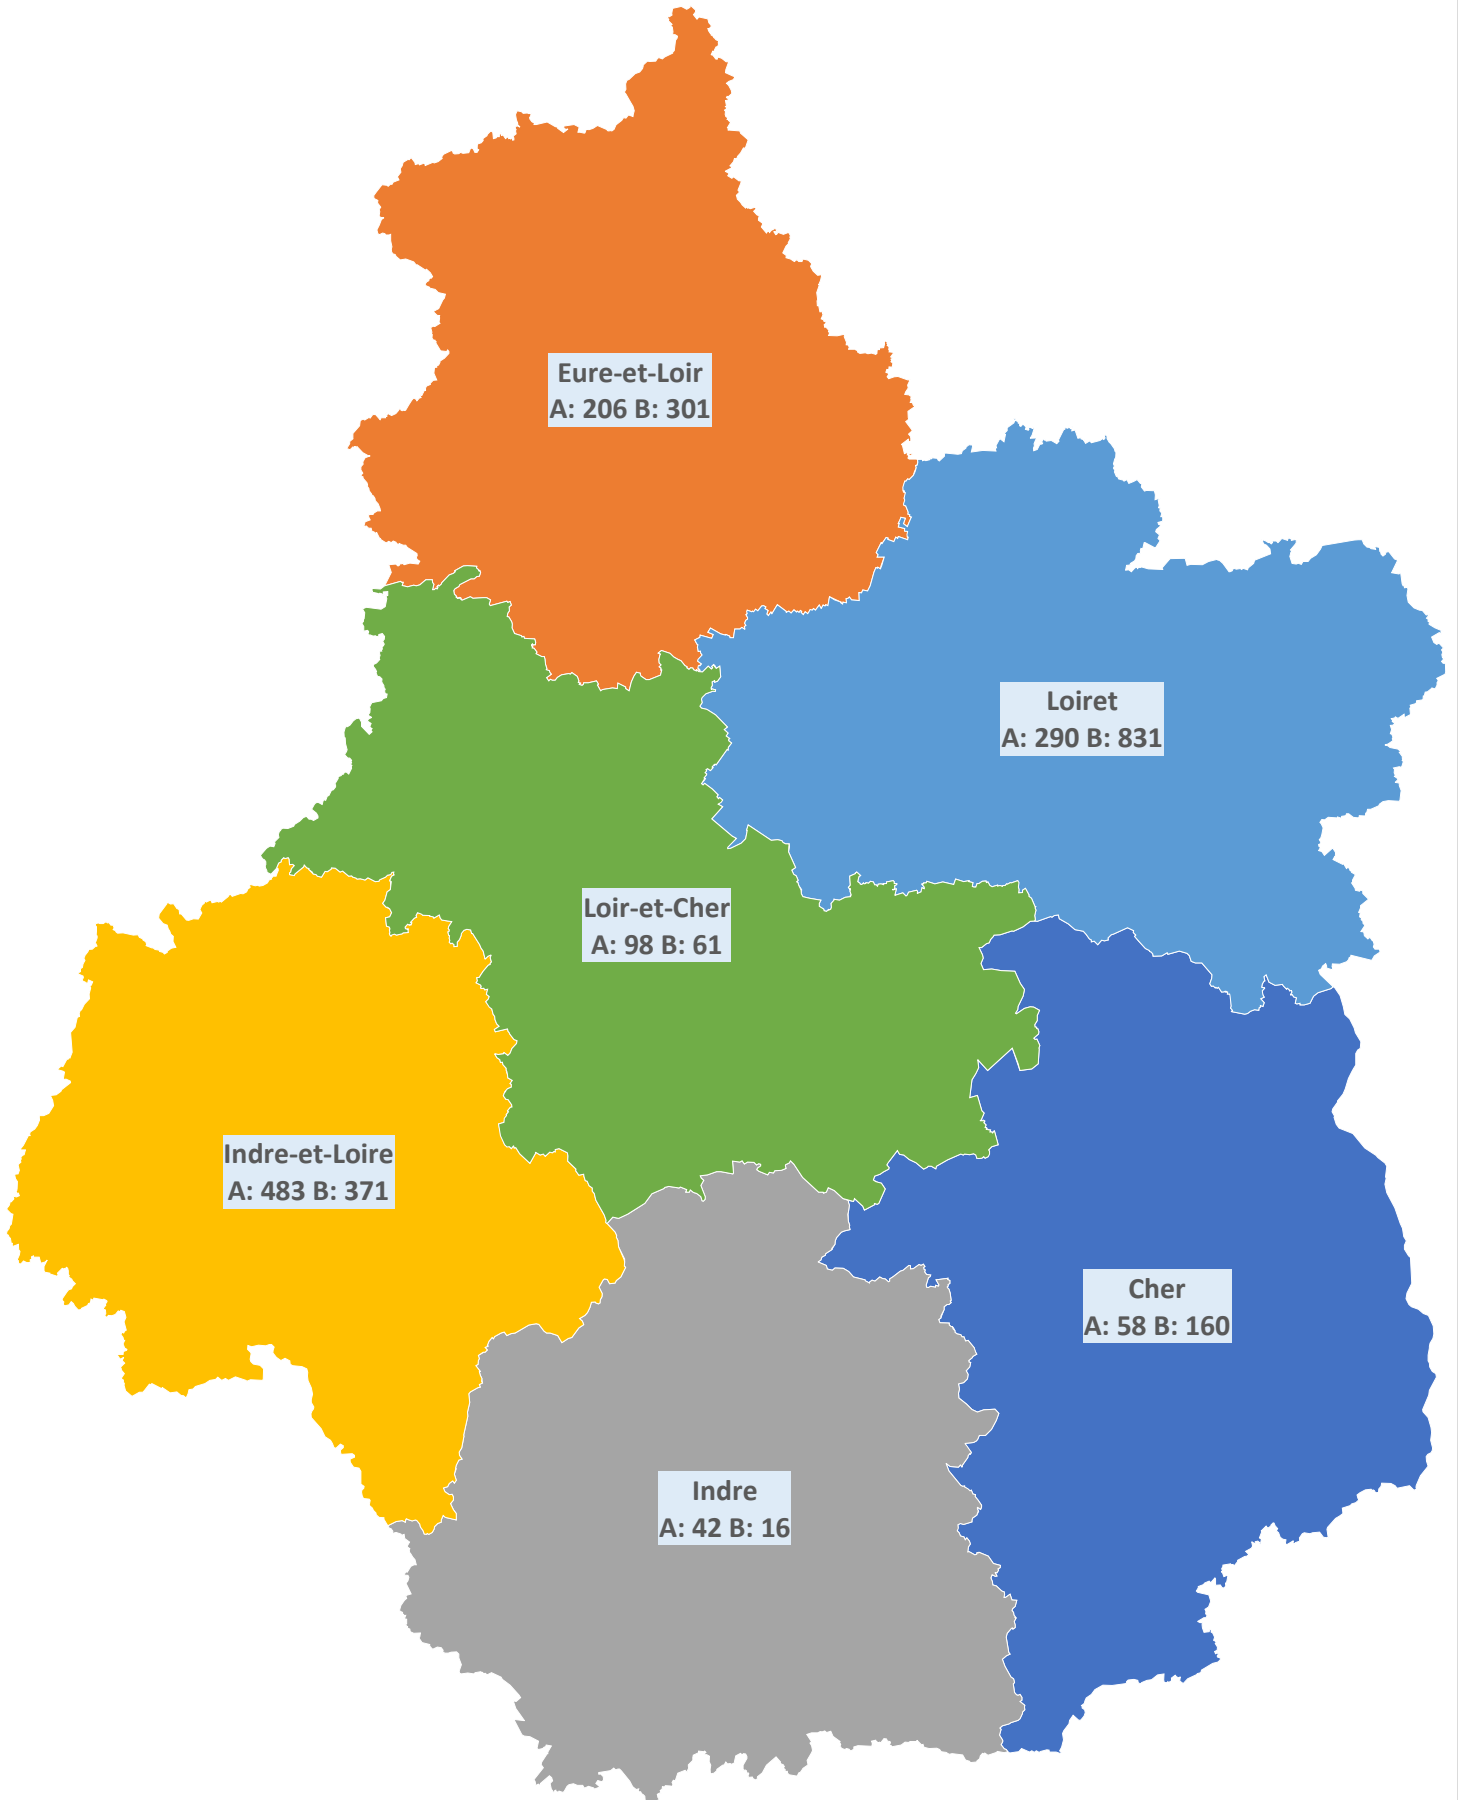 Eure-et-Loir
A: 206 B: 301
Loiret
A: 290 B: 831
Loir-et-Cher
A: 98 B: 61
Indre-et-Loire
A: 483 B: 371
Cher
A: 58 B: 160
Indre
A: 42 B: 16